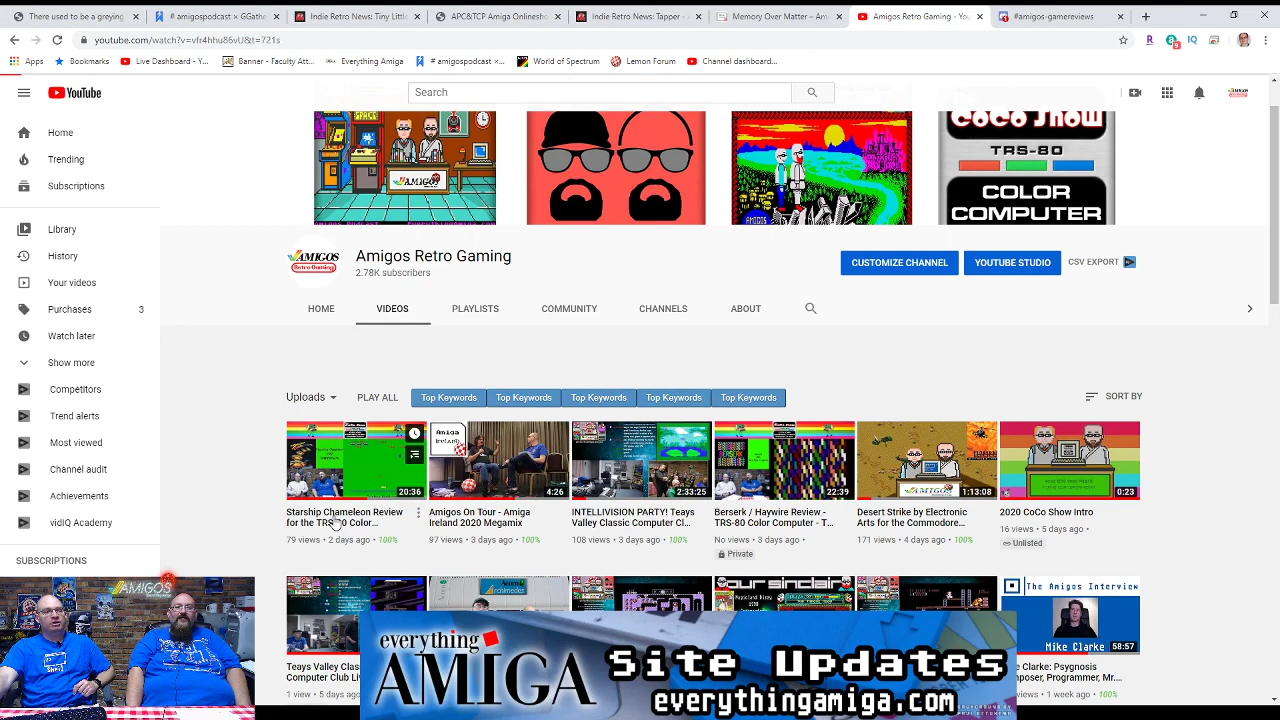 There used to be a greying
# amigospodcast - GGathe
Indie Retro News: Tiny Littl
APC&TCP Amiga Onlinesho
Indie Retro News: Tapper -
Memory Over Matter – Ami
Amigos Retro Gaming - Yo
#amigos-gamereviews
youtube.com/watch?v=vfr4hhu86vU&t=721s
Apps
Bookmarks
Live Dashboard - Y...
Banner - Faculty Att...
Everything Amiga
# amigospodcast ×...
World of Spectrum
Lemon Forum
Channel dashboard...
YouTube
Search
Home
Trending
Subscriptions
Library
History
Your videos
Purchases 3
Watch later
Show more
Competitors
Trend alerts
Most viewed
Channel audit
Achievements
vidIQ Academy
SUBSCRIPTIONS
AMIGOS
CoCo Show
TRS-80
COLOR
COMPUTER
AMIGOS
Retro Gaming
Amigos Retro Gaming
2.78K subscribers
CUSTOMIZE CHANNEL
YOUTUBE STUDIO
CSV EXPORT
HOME
VIDEOS
PLAYLISTS
COMMUNITY
CHANNELS
ABOUT
Uploads
PLAY ALL
Top Keywords
Top Keywords
Top Keywords
Top Keywords
Top Keywords
SORT BY
20:36
4:26
2:33:25
22:39
1:13:08
0:23
Starship Chameleon Review
for the TRS-80 Color...
79 views • 2 days ago • 100%
Amigos On Tour - Amiga
Ireland 2020 Megamix
97 views • 3 days ago • 100%
INTELLIVISION PARTY! Teays
Valley Classic Computer Cl...
108 views • 3 days ago • 100%
Berserk / Haywire Review -
TRS-80 Color Computer - T...
No views • 3 days ago •
Private
Desert Strike by Electronic
Arts for the Commodore...
171 views • 4 days ago • 100%
2020 CoCo Show Intro
16 views • 5 days ago •
Unlisted
The Amigos Interview
Mike Clarke
58:57
Teays Valley Clas
Computer Club Liv
1 view • 5 days ago
Clarke: Psygnosis
mposer, Programmer, Mr...
ws • 1 week ago • 100%
AMIGOS
everything
AMIGA
Site Updates
everythingamiga.com